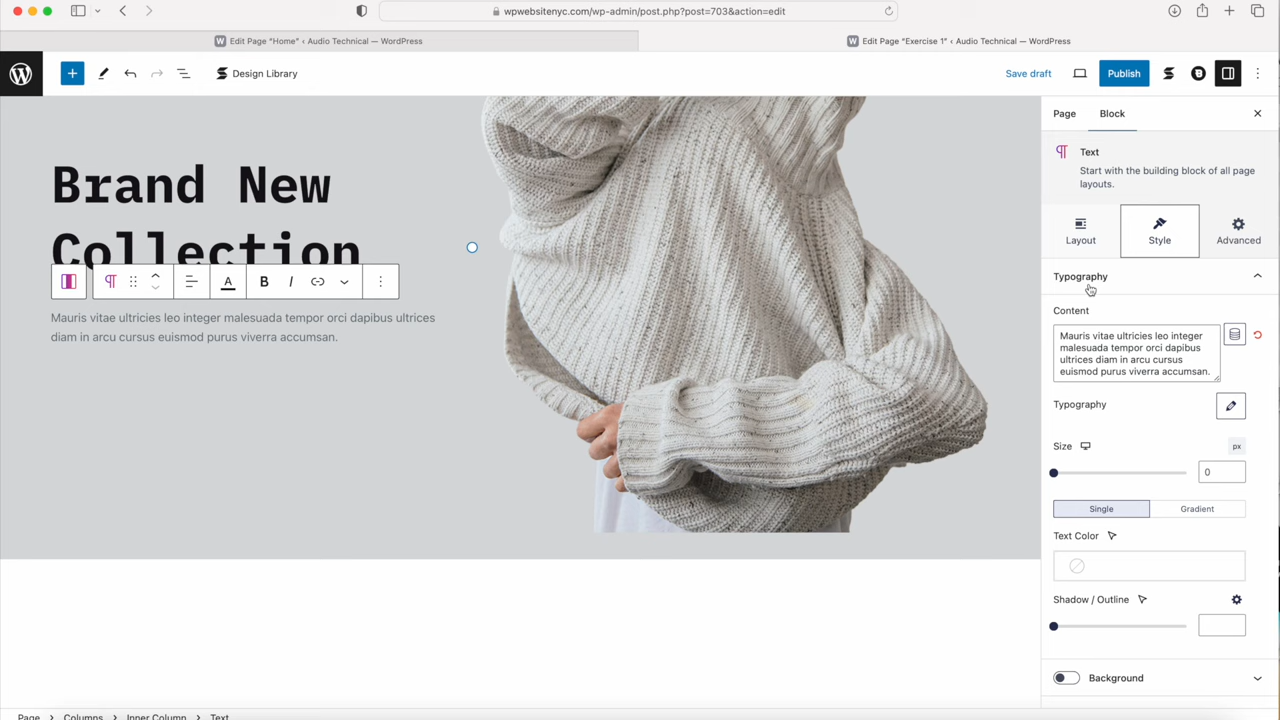 wpwebsitenyc.com/wp-admin/post.php?post=703&action=edit
Edit Page "Home" ‹ Audio Technical — WordPress
Edit Page "Exercise 1" ‹ Audio Technical — WordPress
Design Library
Save draft
Publish
Page
Block
Text
Start with the building block of all page
layouts.
Layout
Style
Advanced
Brand New
Collection
A
B
I
Mauris vitae ultricies leo integer malesuada tempor orci dapibus ultrices
diam in arcu cursus euismod purus viverra accumsan.
Typography
Content
Mauris vitae ultricies leo integer
malesuada tempor orci dapibus
ultrices diam in arcu cursus
euismod purus viverra accumsan.
Typography
Size
px
0
Single
Gradient
Text Color
Shadow / Outline
Background
Page
Columns
Inner Column
Text